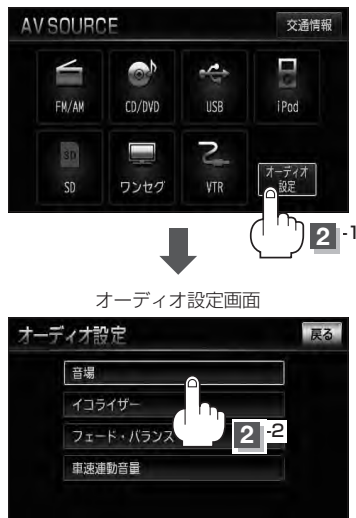 AV SOURCE 交通情報
FM/AM CD/DVD USB iPod
SD
SD ワンセグ VTR オーディオ
設定
2 -1
オーディオ設定画面
オーディオ設定 戻る
音場
イコライザー
フェード・バランス
2 -2
車速連動音量